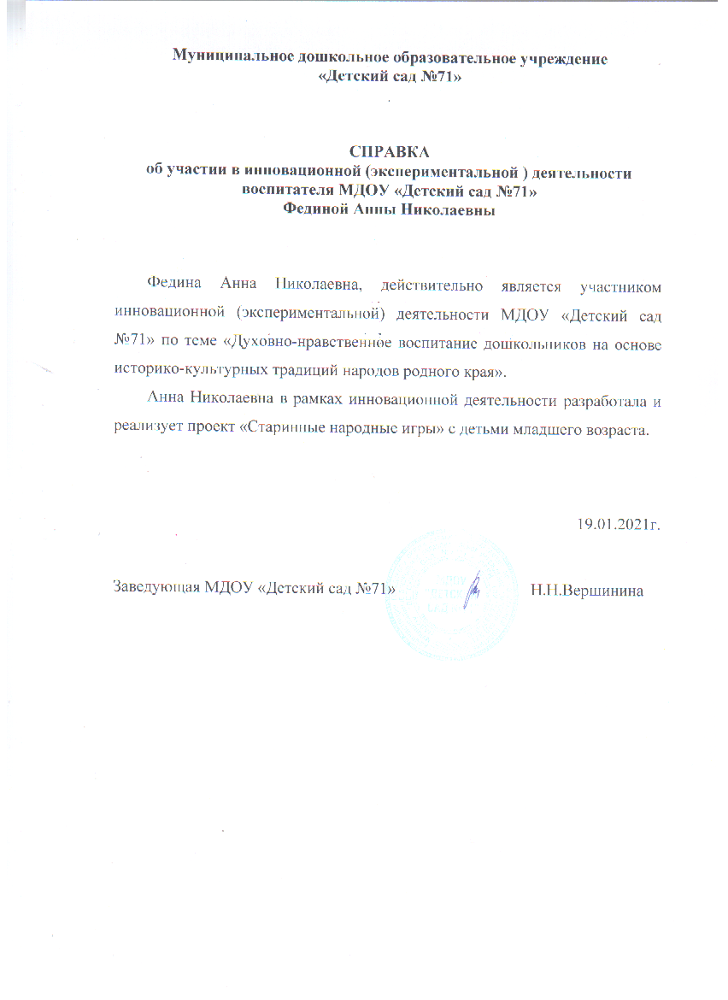 Муниципальное дошкольное образовательное учреждение
«Детский сад №71»
СПРАВКА
об участии в инновационной (экспериментальной ) деятельности
воспитателя МДОУ «Детский сад №71»
Фединой Анны Николаевны
Федина Анна Николаевна, действительно является участником
инновационной (экспериментальной) деятельности МДОУ «Детский сад
№71» по теме «Духовно-нравственное воспитание дошкольников на основе
историко-культурных традиций народов родного края».
Анна Николаевна в рамках инновационной деятельности разработала и
реализует проект «Старинные народные игры» с детьми младшего возраста.
19.01.2021г.
Заведующая МДОУ «Детский сад №71» Н.Н.Вершинина